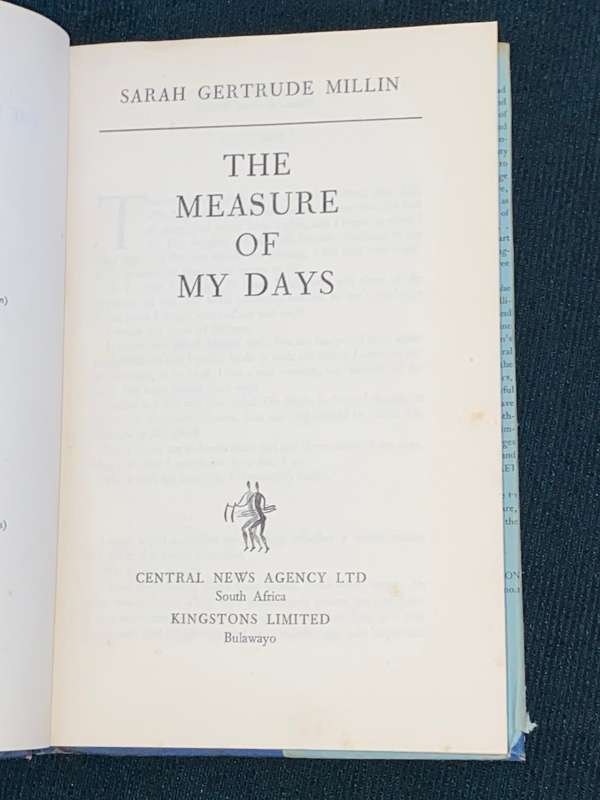 SARAH GERTRUDE MILLIN
THE
MEASURE
OF
MY DAYS
CENTRAL NEWS AGENCY LTD
South Africa
KINGSTONS LIMITED
Bulawayo